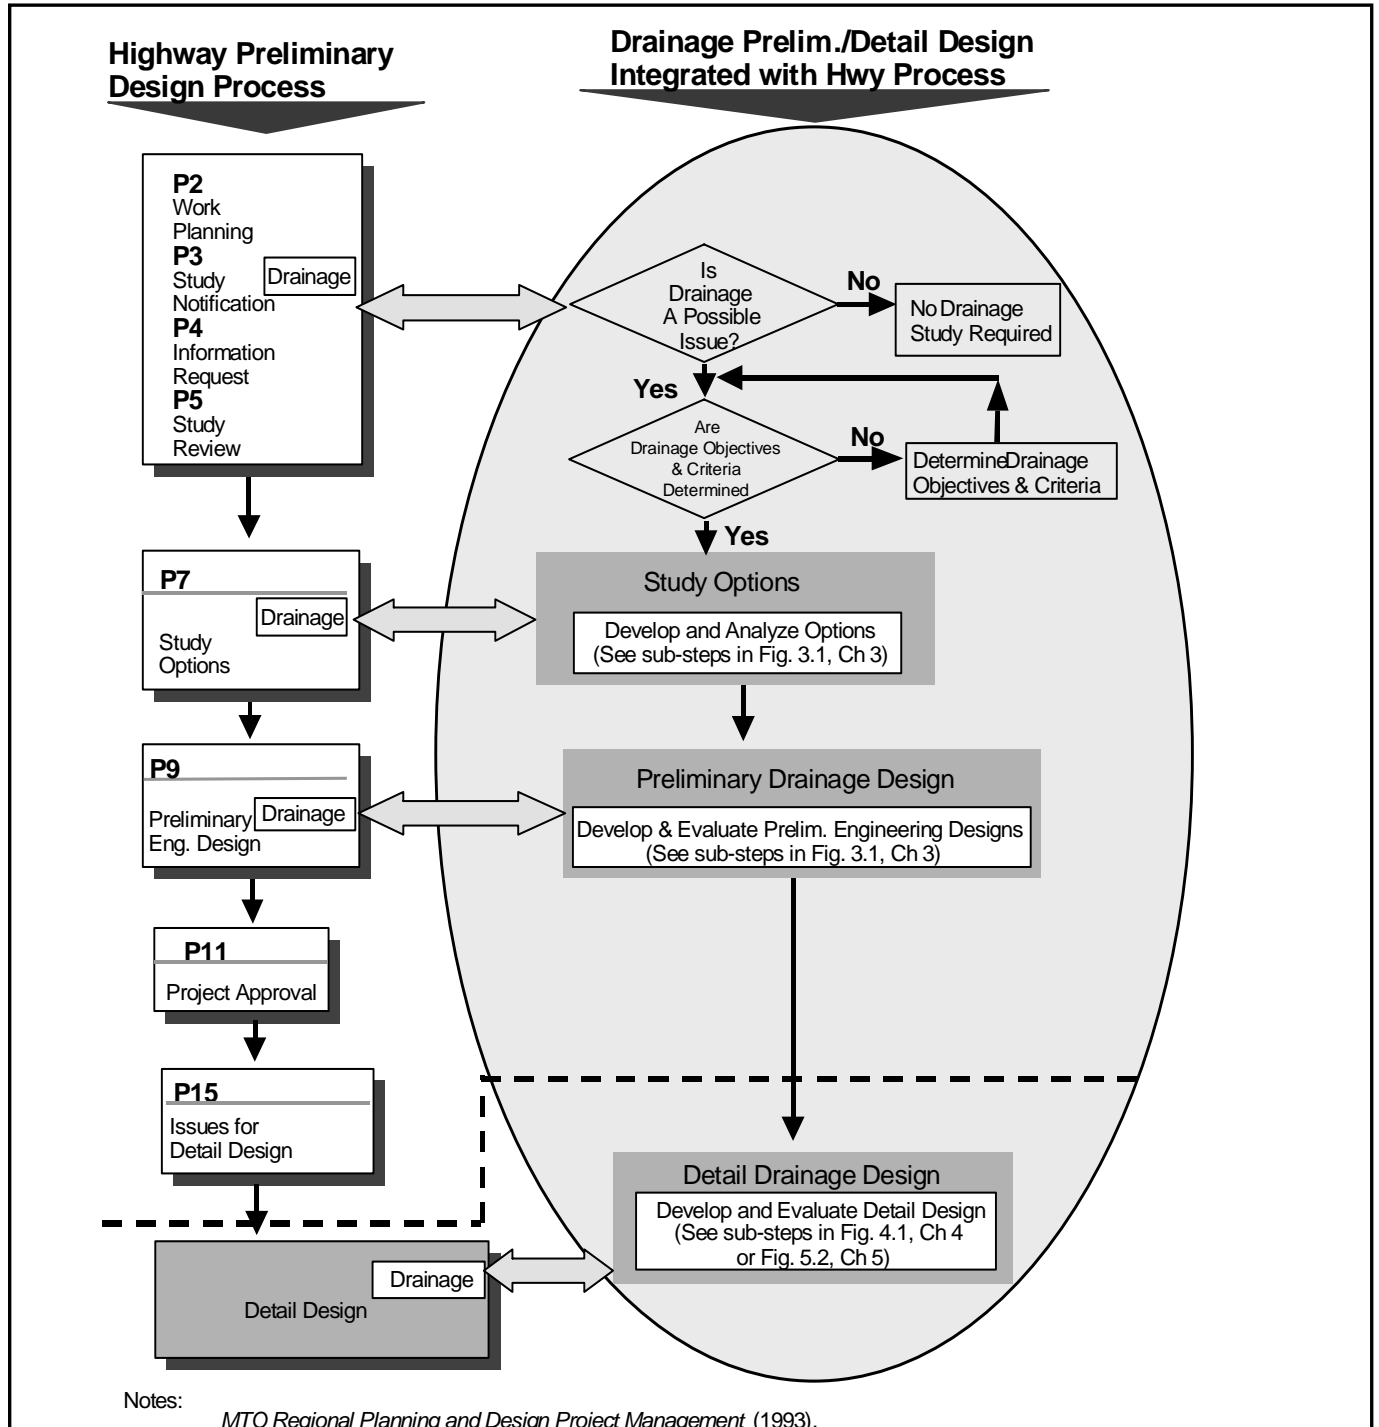 Highway Preliminary
Design Process
Drainage Prelim./Detail Design
Integrated with Hwy Process
P2
Work
Planning
P3
Study
Notification
Drainage
P4
Information
Request
P5
Study
Review
Is
Drainage
A Possible
Issue?
No
No Drainage
Study Required
Yes
Are
Drainage Objectives
& Criteria
Determined
No
Determine Drainage
Objectives & Criteria
Yes
P7
Drainage
Study
Options
Study Options
Develop and Analyze Options
(See sub-steps in Fig. 3.1, Ch 3)
P9
Drainage
Preliminary
Eng. Design
Preliminary Drainage Design
Develop & Evaluate Prelim. Engineering Designs
(See sub-steps in Fig. 3.1, Ch 3)
P11
Project Approval
P15
Issues for
Detail Design
Detail Drainage Design
Develop and Evaluate Detail Design
(See sub-steps in Fig. 4.1, Ch 4
or Fig. 5.2, Ch 5)
Drainage
Detail Design
Notes:
MTO Regional Planning and Design Project Management (1993).